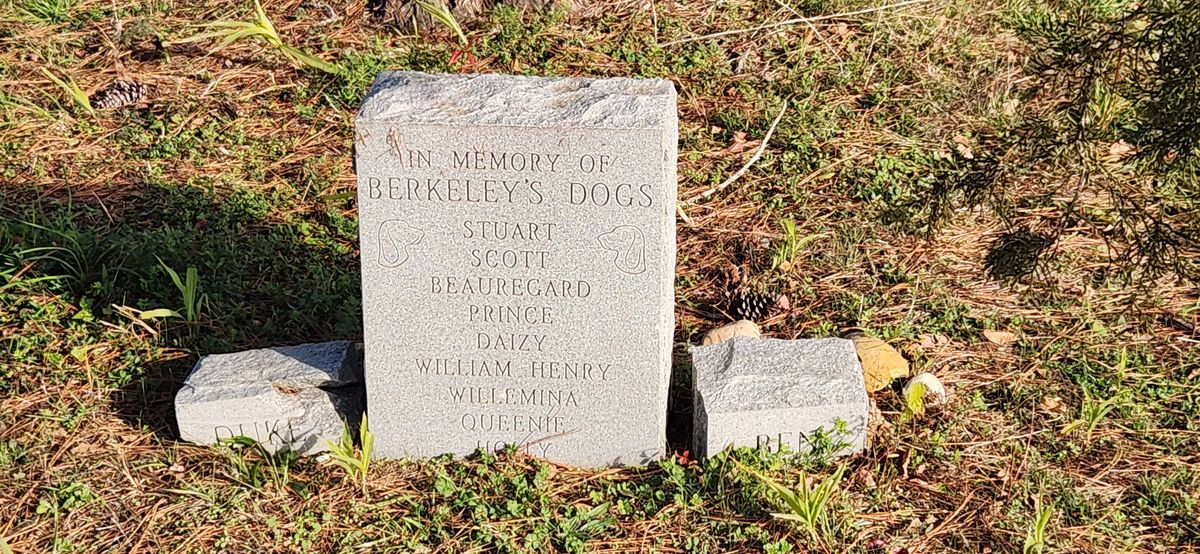 IN MEMORY OF
BERKELEY'S DOGS
STUART
SCOTT
BEAUREGARD
PRINCE
DAIZY
WILLIAM HENRY
WILLEMINA
QUEENIE
DUKE